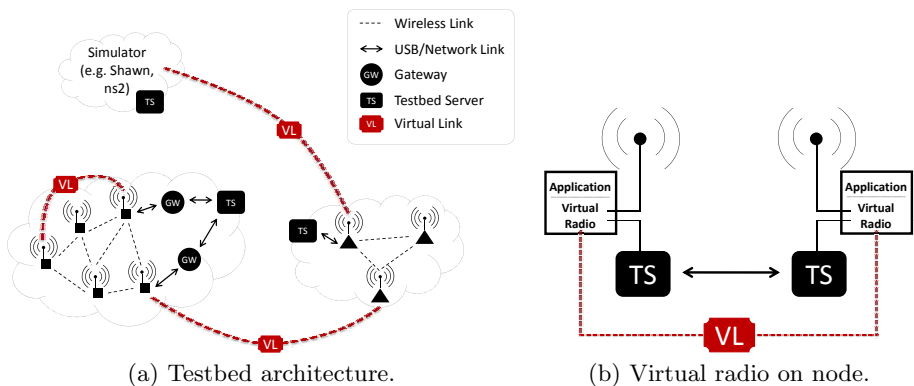 Simulator
(e.g. Shawn,
ns2)
TS
Wireless Link
USB/Network Link
GW Gateway
TS Testbed Server
VL Virtual Link
VL
VL
GW
TS
TS
GW
VL
(a) Testbed architecture.
Application
Virtual
Radio
Application
Virtual
Radio
TS
TS
VL
(b) Virtual radio on node.